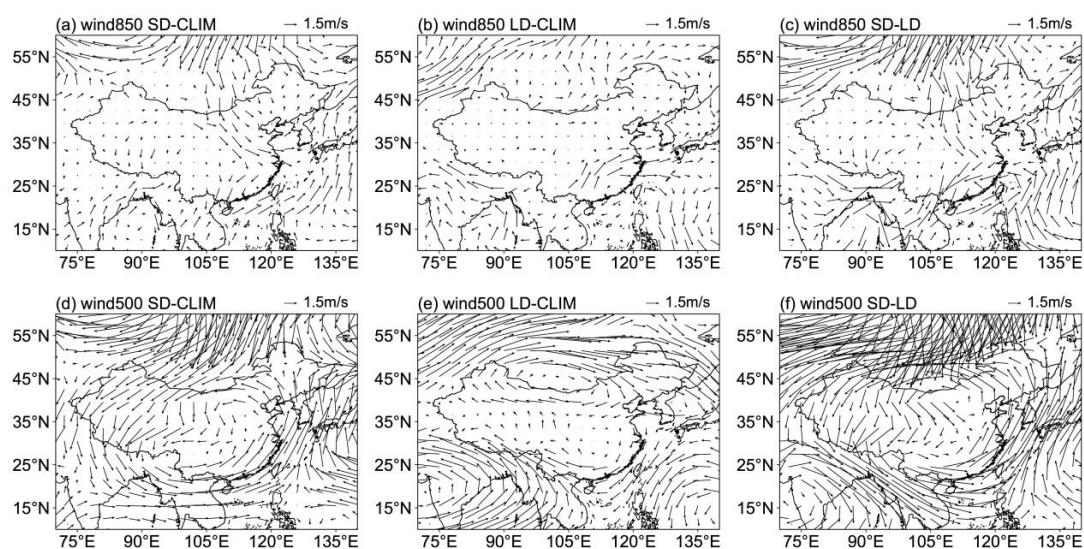 (a) wind850 SD-CLIM → 1.5m/s
(b) wind850 LD-CLIM → 1.5m/s
(c) wind850 SD-LD → 1.5m/s
55°N 55°N 55°N
45°N 45°N 45°N
35°N 35°N 35°N
25°N 25°N 25°N
15°N 15°N 15°N
75°E 90°E 105°E 120°E 135°E
75°E 90°E 105°E 120°E 135°E
75°E 90°E 105°E 120°E 135°E
(d) wind500 SD-CLIM → 1.5m/s
(e) wind500 LD-CLIM → 1.5m/s
(f) wind500 SD-LD → 1.5m/s
55°N 55°N 55°N
45°N 45°N 45°N
35°N 35°N 35°N
25°N 25°N 25°N
15°N 15°N 15°N
75°E 90°E 105°E 120°E 135°E
75°E 90°E 105°E 120°E 135°E
75°E 90°E 105°E 120°E 135°E